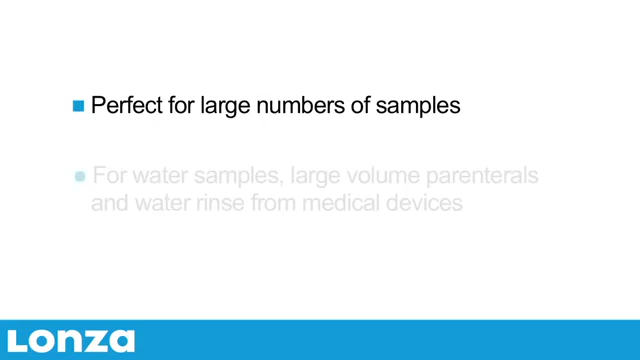 Perfect for large numbers of samples
For water samples, large volume parenterals
and water rinse from medical devices
Lonza